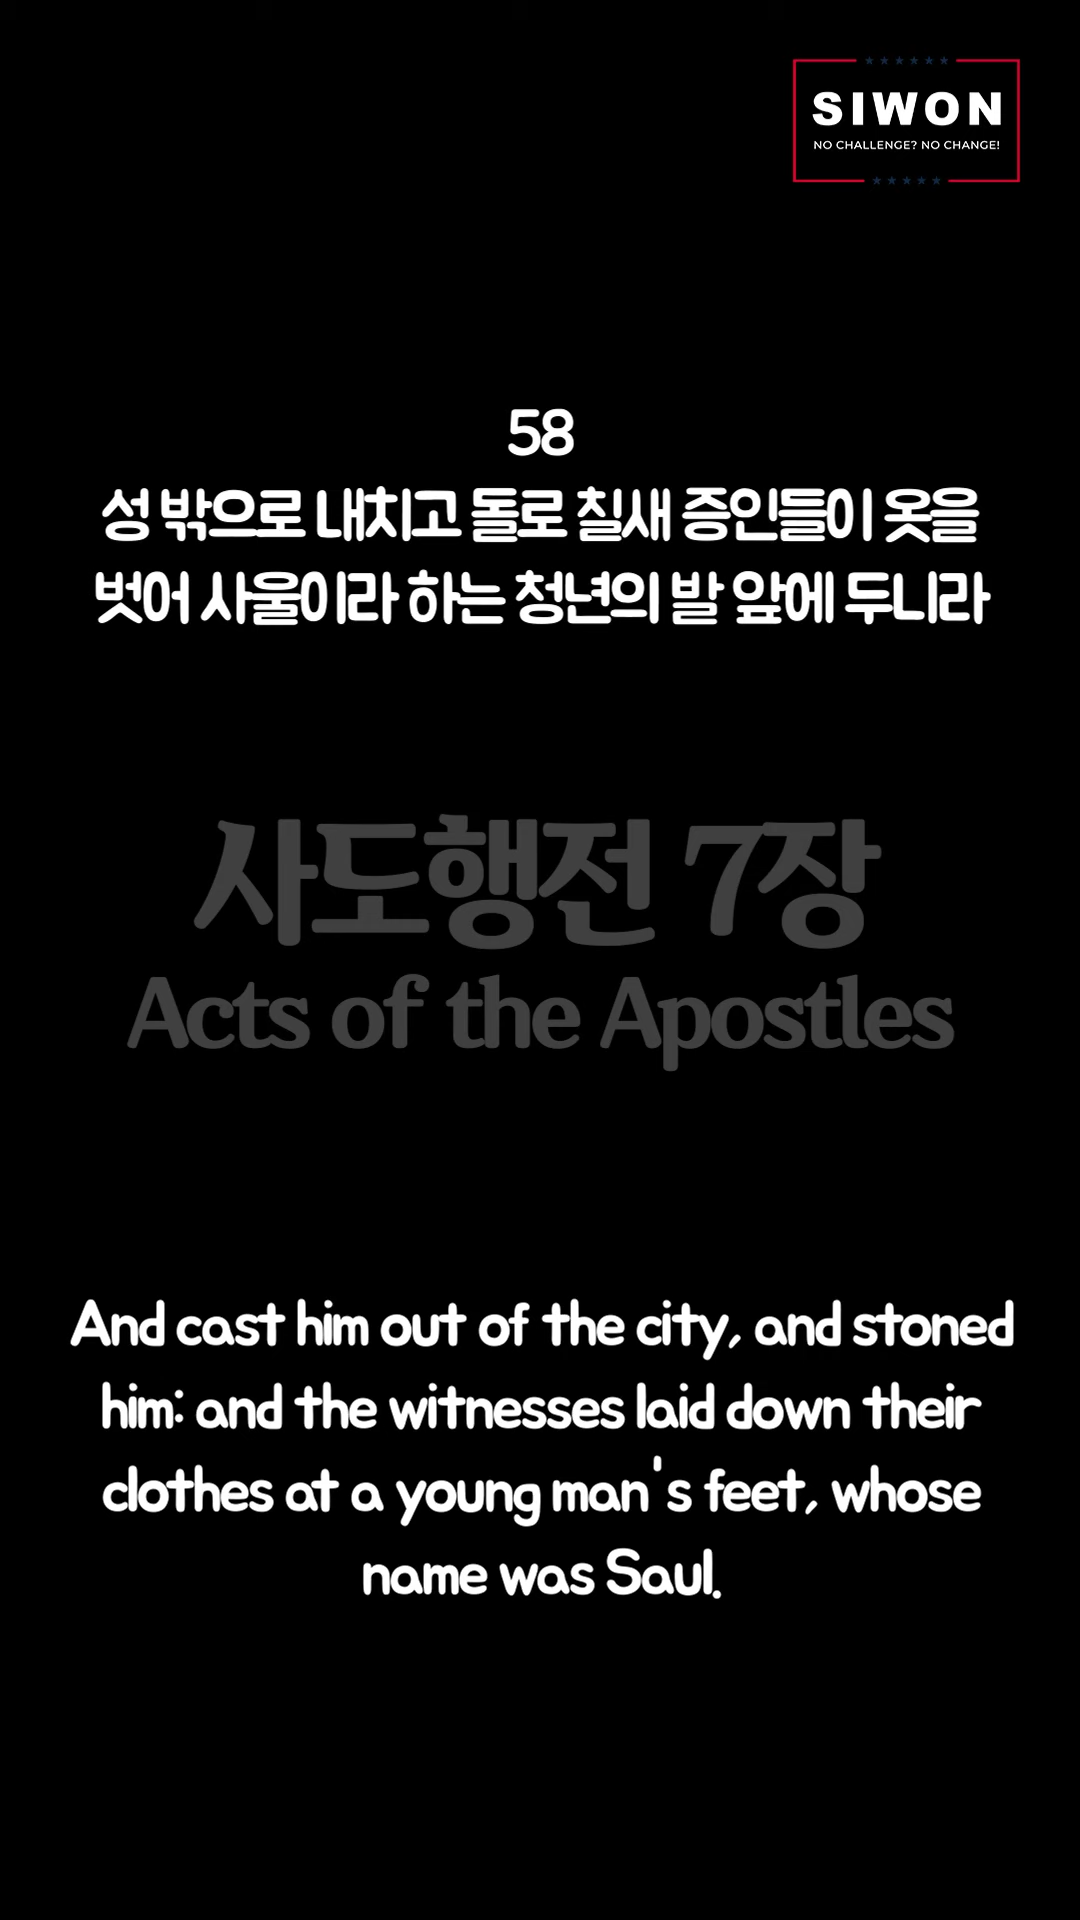 SIWON
NO CHALLENGE? NO CHANGE!
58
성 밖으로 내치고 돌로 칠새 증인들이 옷을
벗어 사울이라 하는 청년의 발 앞에 두니라
사도행전 7장
Acts of the Apostles
And cast him out of the city, and stoned
him: and the witnesses laid down their
clothes at a young man's feet, whose
name was Saul.